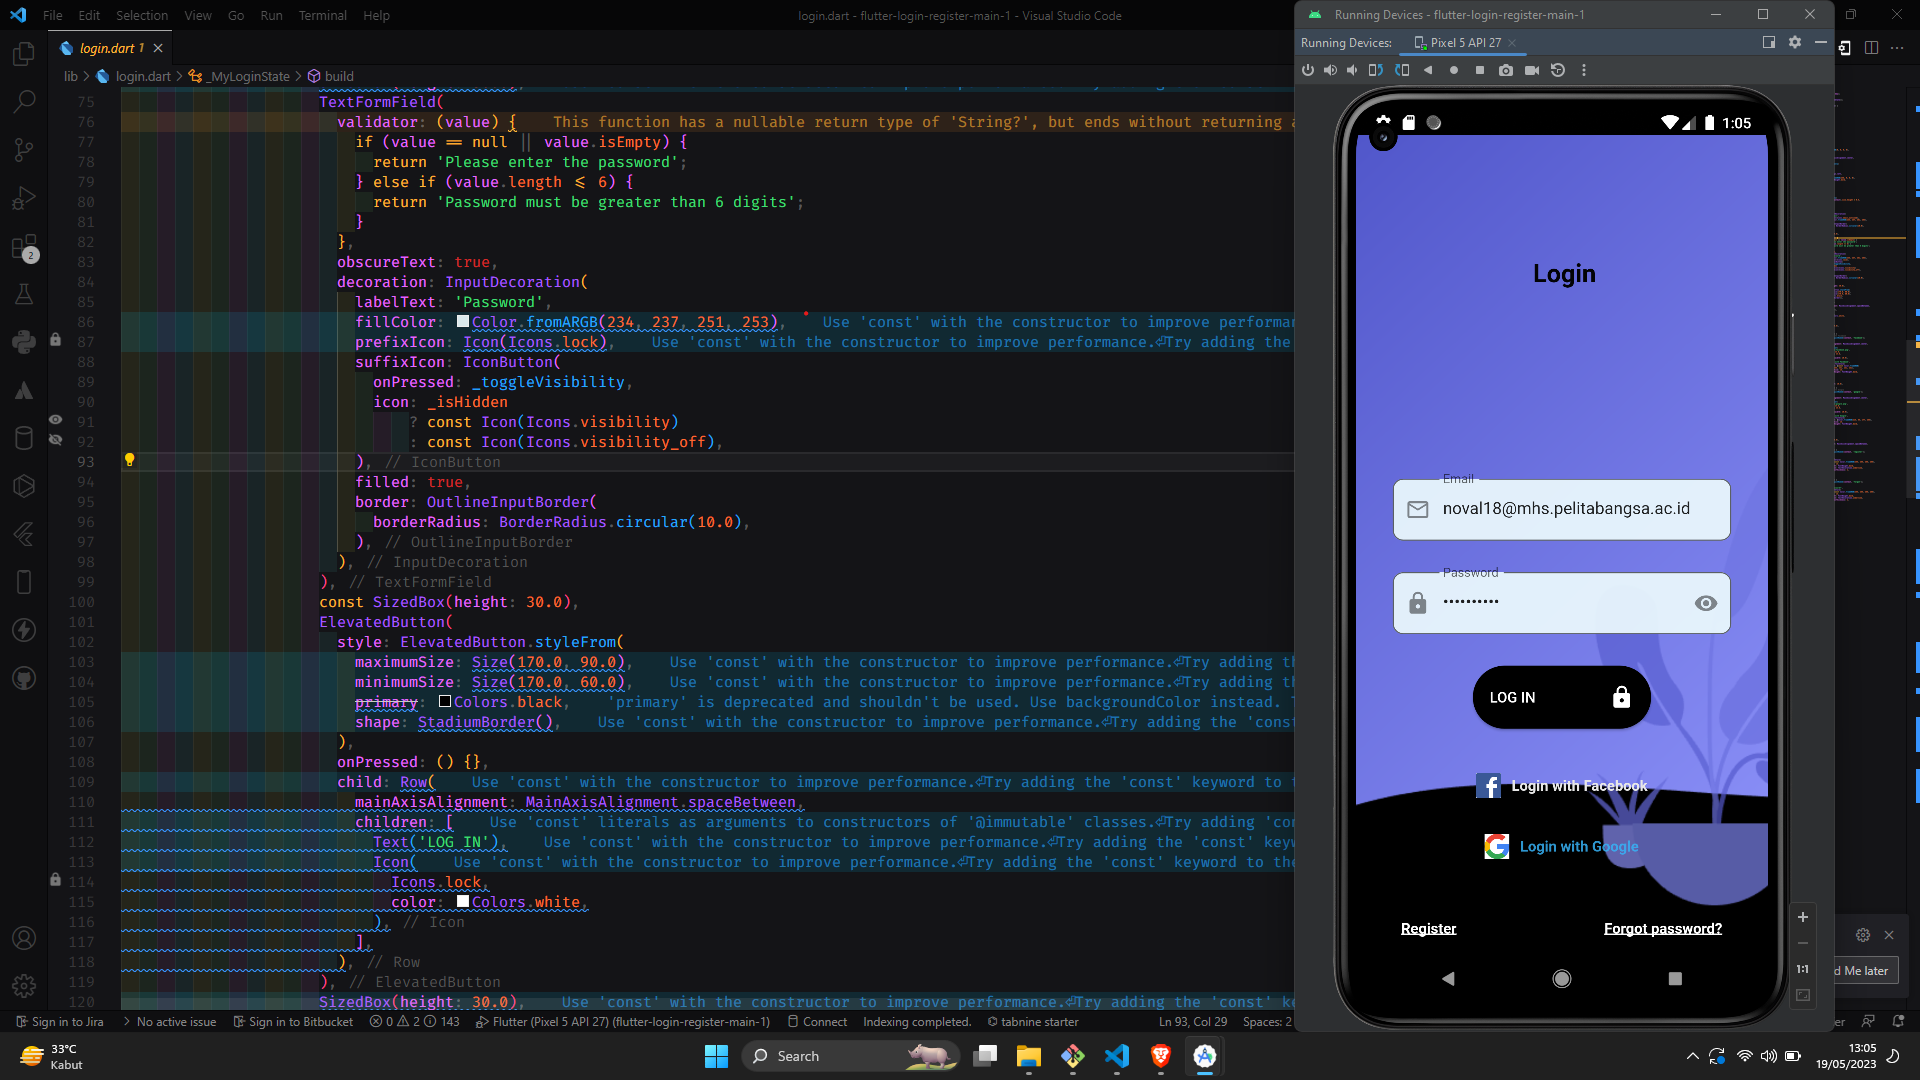 File Edit Selection View Go Run Terminal Help
login.dart - flutter-login-register-main-1 - Visual Studio Code
login.dart 1
lib > login.dart > _MyLoginState > build
75 TextFormField(
76 validator: (value) { This function has a nullable return type of 'String?', but ends without returning a
77 if (value == null || value.isEmpty) {
78 return 'Please enter the password';
79 } else if (value.length <= 6) {
80 return 'Password must be greater than 6 digits';
81 }
82 },
83 obscureText: true,
84 decoration: InputDecoration(
85 labelText: 'Password',
86 fillColor: Color.fromARGB(234, 237, 251, 253), Use 'const' with the constructor to improve performan
87 prefixIcon: Icon(Icons.lock), Use 'const' with the constructor to improve performance.⏎Try adding the
88 suffixIcon: IconButton(
89 onPressed: _toggleVisibility,
90 icon: _isHidden
91 ? const Icon(Icons.visibility)
92 : const Icon(Icons.visibility_off),
93 ), // IconButton
94 filled: true,
95 border: OutlineInputBorder(
96 borderRadius: BorderRadius.circular(10.0),
97 ), // OutlineInputBorder
98 ), // InputDecoration
99 ), // TextFormField
100 const SizedBox(height: 30.0),
101 ElevatedButton(
102 style: ElevatedButton.styleFrom(
103 maximumSize: Size(170.0, 90.0), Use 'const' with the constructor to improve performance.⏎Try adding th
104 minimumSize: Size(170.0, 60.0), Use 'const' with the constructor to improve performance.⏎Try adding th
105 primary: Colors.black, 'primary' is deprecated and shouldn't be used. Use backgroundColor instead. T
106 shape: StadiumBorder(), Use 'const' with the constructor to improve performance.⏎Try adding the 'cons
107 ),
108 onPressed: () {},
109 child: Row( Use 'const' with the constructor to improve performance.⏎Try adding the 'const' keyword to t
110 mainAxisAlignment: MainAxisAlignment.spaceBetween,
111 children: [ Use 'const' literals as arguments to constructors of '@immutable' classes.⏎Try adding 'con
112 Text('LOG IN'), Use 'const' with the constructor to improve performance.⏎Try adding the 'const' keyw
113 Icon( Use 'const' with the constructor to improve performance.⏎Try adding the 'const' keyword to the
114 Icons.lock,
115 color: Colors.white,
116 ), // Icon
117 ],
118 ), // Row
119 ), // ElevatedButton
120 SizedBox(height: 30.0), Use 'const' with the constructor to improve performance.⏎Try adding the 'const' ke
Running Devices - flutter-login-register-main-1
Running Devices: Pixel 5 API 27
1:05
Login
Email
noval18@mhs.pelitabangsa.ac.id
Password
LOG IN
Login with Facebook
Login with Google
Register Forgot password?
1:1
d Me later
2
Sign in to Jira No active issue Sign in to Bitbucket 0 2 143 Flutter (Pixel 5 API 27) (flutter-login-register-main-1) Connect Indexing completed. tabnine starter Ln 93, Col 29 Spaces: 2
er
33°C
Kabut
Search
13:05
19/05/2023